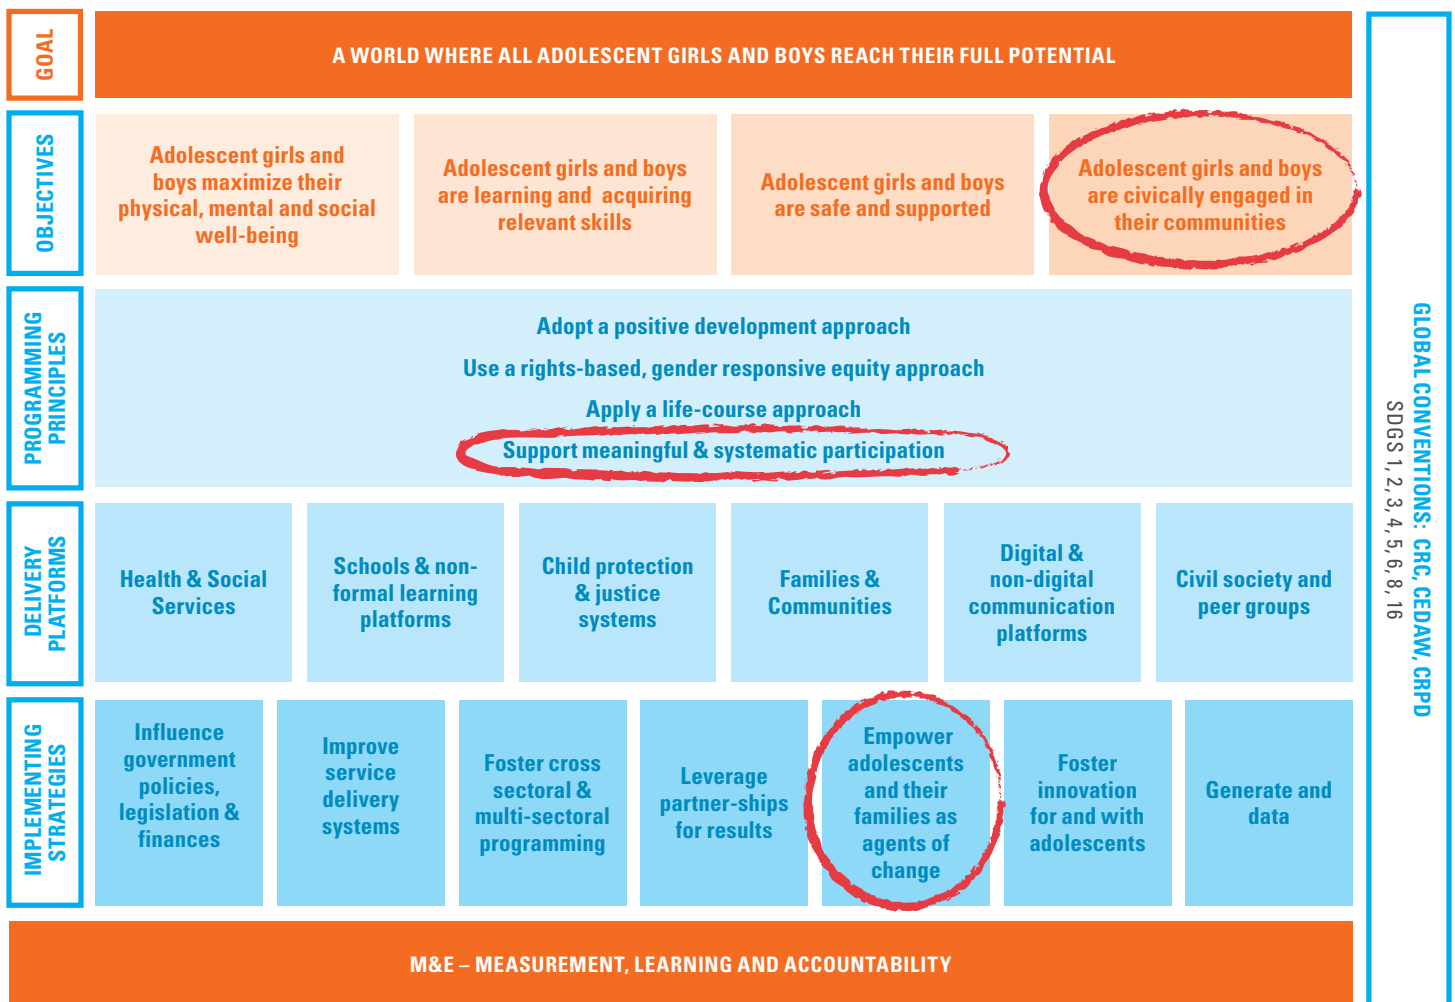 GOAL
A WORLD WHERE ALL ADOLESCENT GIRLS AND BOYS REACH THEIR FULL POTENTIAL
OBJECTIVES
Adolescent girls and
boys maximize their
physical, mental and social
well-being
Adolescent girls and boys
are learning and acquiring
relevant skills
Adolescent girls and boys
are safe and supported
Adolescent girls and boys
are civically engaged in
their communities
PROGRAMMING
PRINCIPLES
Adopt a positive development approach
Use a rights-based, gender responsive equity approach
Apply a life-course approach
Support meaningful & systematic participation
DELIVERY
PLATFORMS
Health & Social
Services
Schools & non-
formal learning
platforms
Child protection
& justice
systems
Families &
Communities
Digital &
non-digital
communication
platforms
Civil society and
peer groups
IMPLEMENTING
STRATEGIES
Influence
government
policies,
legislation &
finances
Improve
service
delivery
systems
Foster cross
sectoral &
multi-sectoral
programming
Leverage
partner-ships
for results
Empower
adolescents
and their
families as
agents of
change
Foster
innovation
for and with
adolescents
Generate and
data
M&E – MEASUREMENT, LEARNING AND ACCOUNTABILITY
GLOBAL CONVENTIONS: CRC, CEDAW, CRPD
SDGS 1, 2, 3, 4, 5, 6, 8, 16